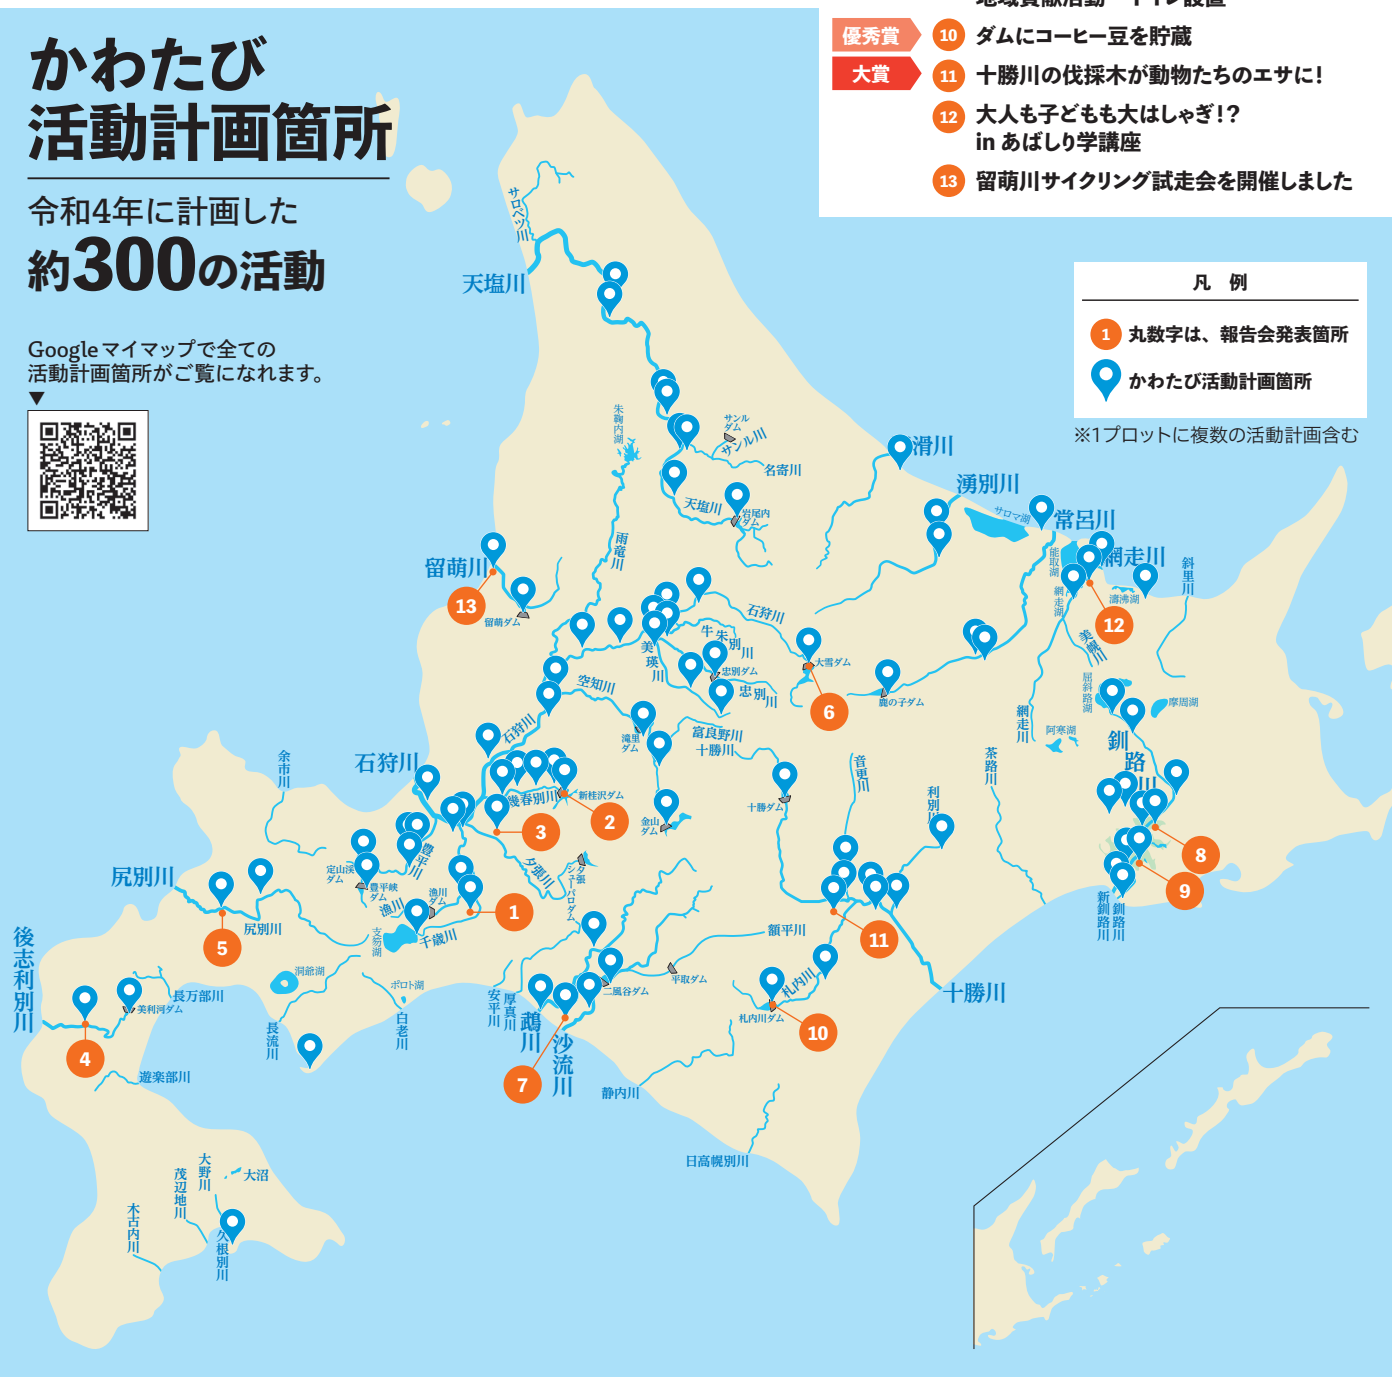 かわたび
活動計画箇所
令和4年に計画した
約300の活動
Googleマイマップで全ての
活動計画箇所がご覧になれます。
▼
優秀賞 10 ダムにコーヒー豆を貯蔵
大賞 11 十勝川の伐採木が動物たちのエサに!
12 大人も子どもも大はしゃぎ!?
in あばしり学講座
13 留萌川サイクリング試走会を開催しました
凡 例
1 丸数字は、報告会発表箇所
かわたび活動計画箇所
※1プロットに複数の活動計画含む
サロベツ川
天塩川
朱鞠内湖
サンル
ダム
サンル川
名寄川
天塩川
岩尾内
ダム
雨竜川
滑川
湧別川
サロマ湖
常呂川
能取湖
網走川
網走湖
濤沸湖
斜里川
12
美幌川
留萌川
13
留萌ダム
石狩川
牛朱別川
美瑛川
忠別ダム
忠別川
大雪ダム
6
鹿の子ダム
屈斜路湖
摩周湖
網走川
阿寒湖
釧路川
空知川
石狩川
滝里
ダム
富良野川
十勝川
石狩川
余市川
幾春別川
新桂沢ダム
2
3
金山
ダム
十勝ダム
音更川
利別川
茶路川
8
9
新釧路川
釧路川
豊平川
定山渓
ダム
豊平峡
ダム
漁川
ダム
漁川
夕張川
夕張
シューパロダム
1
支笏湖
千歳川
尻別川
5
尻別川
後志利別川
4
美利河ダム
長万部川
洞爺湖
長流川
ポロト湖
白老川
遊楽部川
安平川
厚真川
鵡川
沙流川
7
二風谷ダム
平取ダム
額平川
11
札内川
札内川ダム
10
十勝川
静内川
日高幌別川
大野川
大沼
茂辺地川
木古内川
久根別川